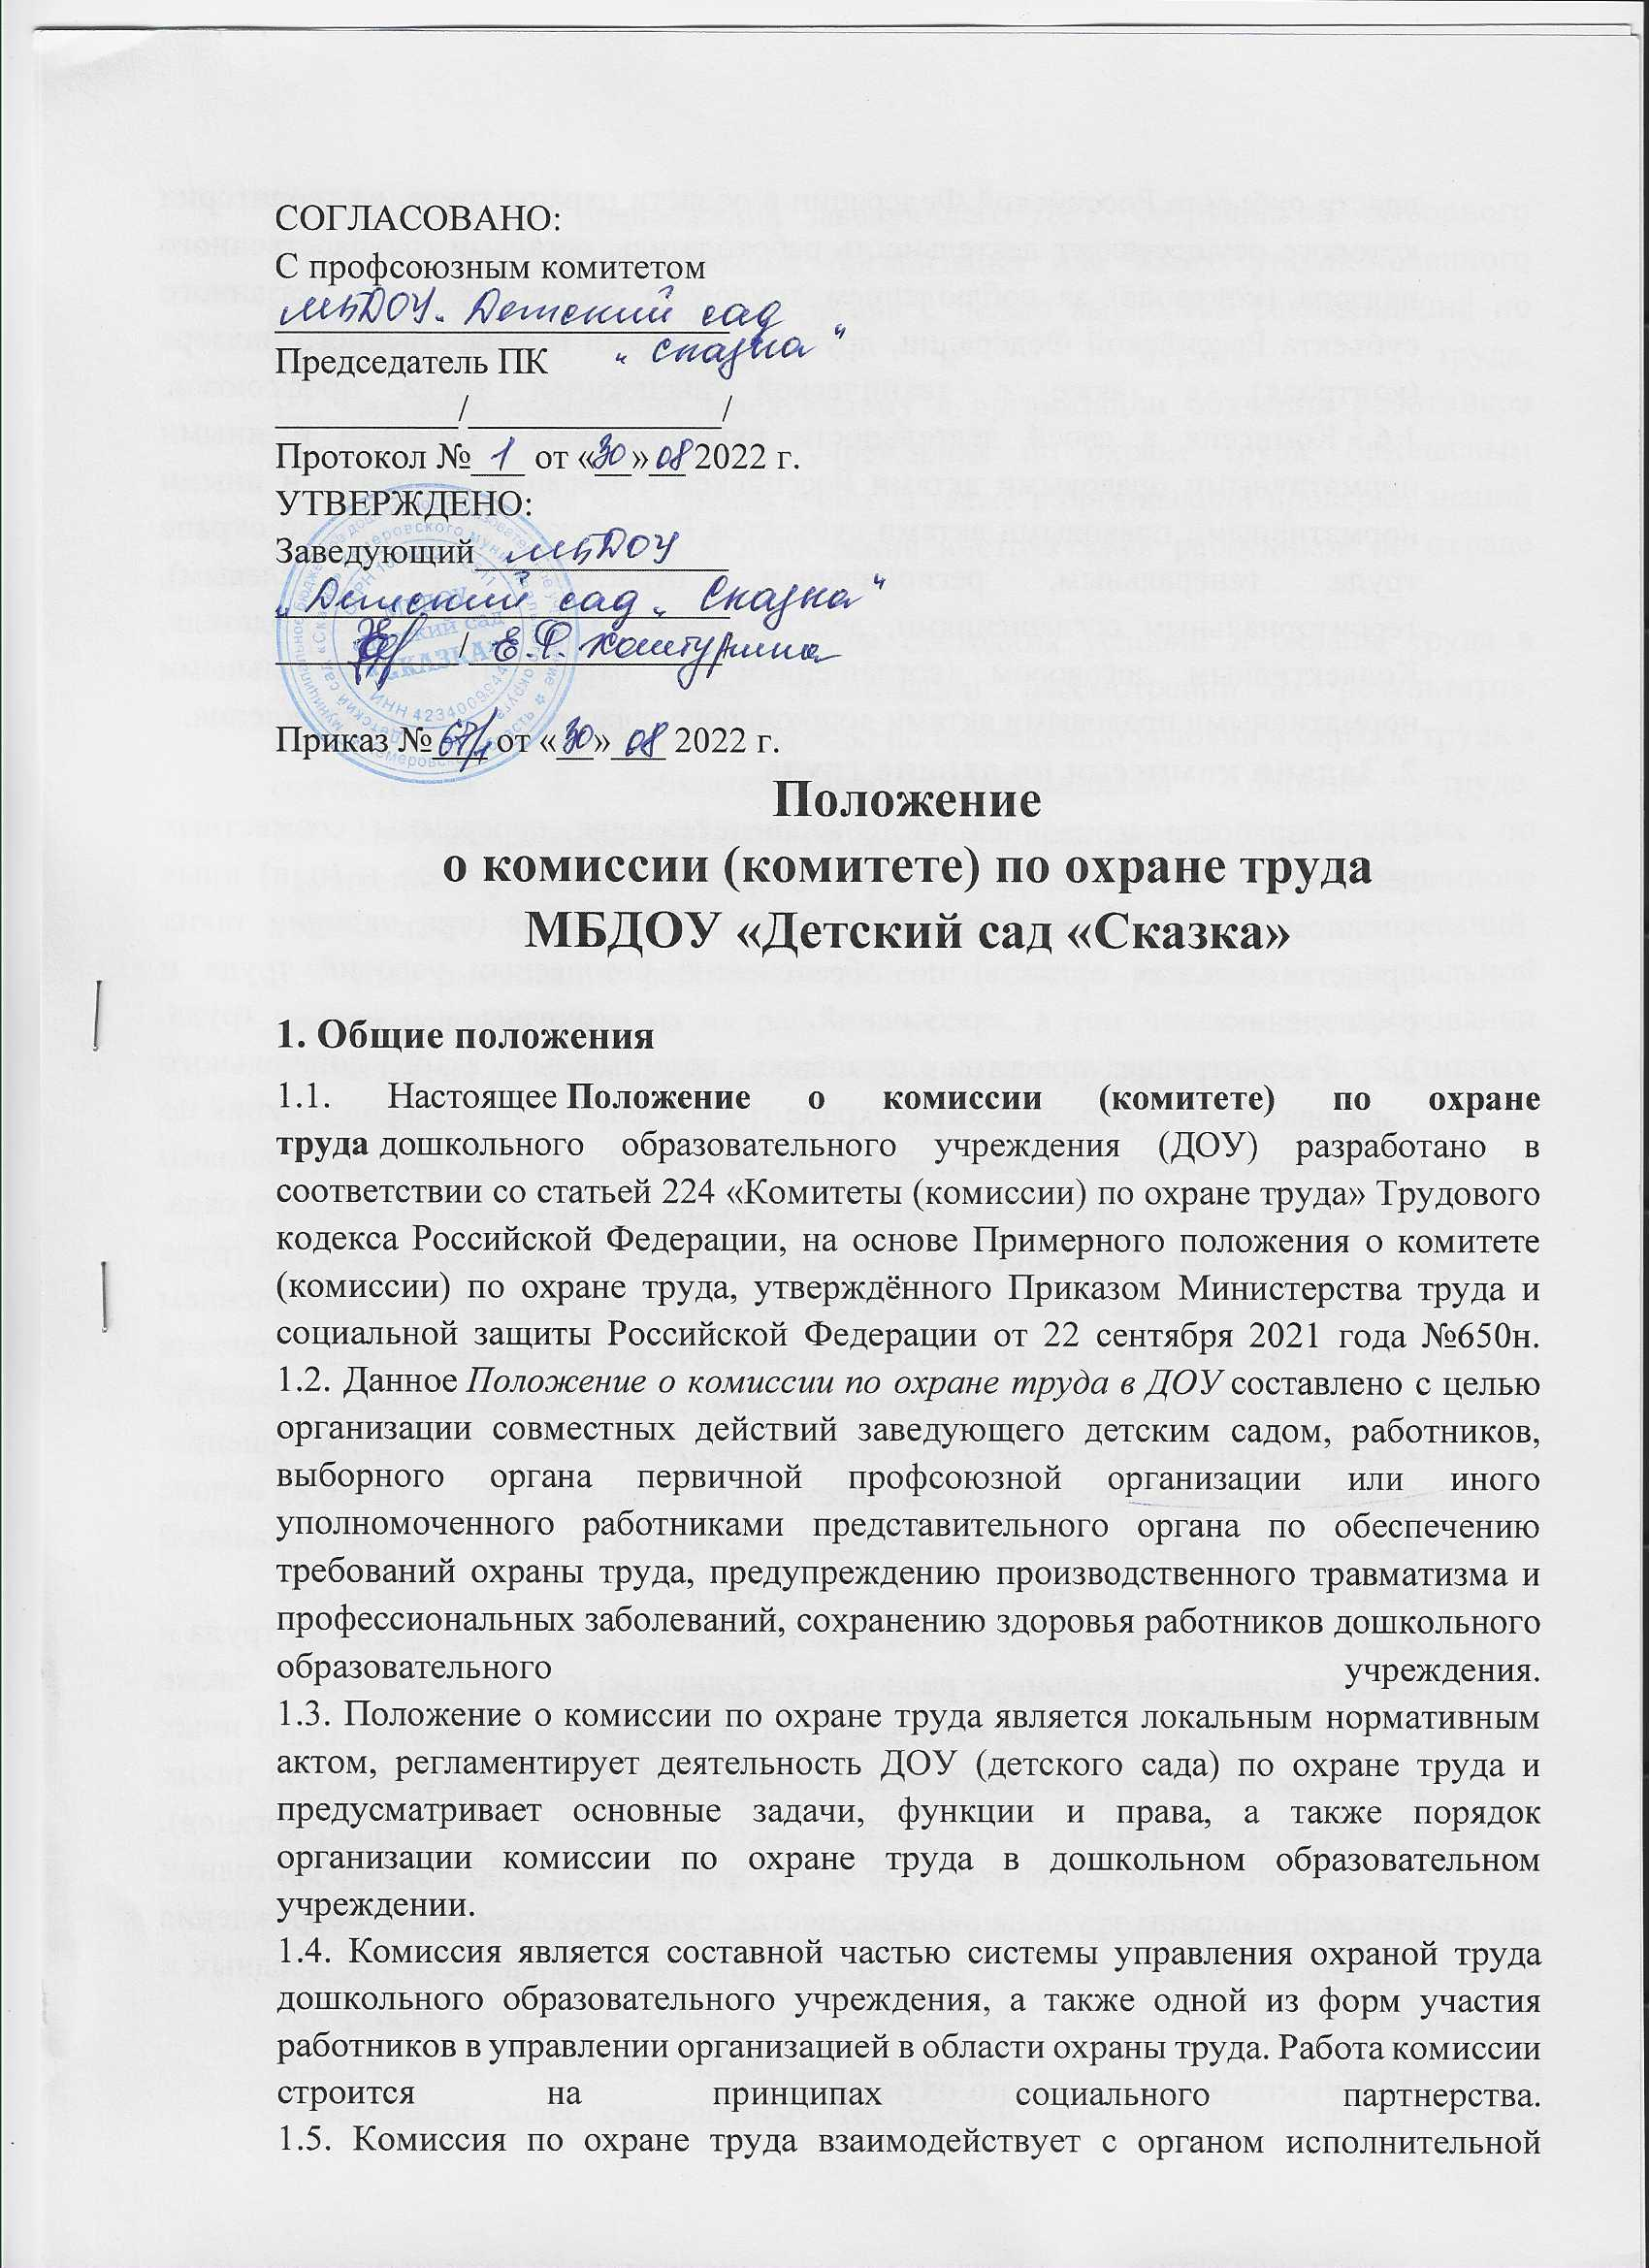 СОГЛАСОВАНО:
С профсоюзным комитетом
МБДОУ. Детский сад
Председатель ПК „ Сказка “
__________/______________/
Протокол №_1_ от «30» 08 2022 г.
УТВЕРЖДЕНО:
Заведующий МБДОУ
„Детский сад „ Сказка “
/ Е.Ф.
Приказ № 67/1 от «30» 08 2022 г.
МБДОУ
Детский сад
«СКАЗКА»
Положение
о комиссии (комитете) по охране труда
МБДОУ «Детский сад «Сказка»
1. Общие положения
1.1. Настоящее Положение о комиссии (комитете) по охране
труда дошкольного образовательного учреждения (ДОУ) разработано в
соответствии со статьей 224 «Комитеты (комиссии) по охране труда» Трудового
кодекса Российской Федерации, на основе Примерного положения о комитете
(комиссии) по охране труда, утверждённого Приказом Министерства труда и
социальной защиты Российской Федерации от 22 сентября 2021 года №650н.
1.2. Данное Положение о комиссии по охране труда в ДОУ составлено с целью
организации совместных действий заведующего детским садом, работников,
выборного органа первичной профсоюзной организации или иного
уполномоченного работниками представительного органа по обеспечению
требований охраны труда, предупреждению производственного травматизма и
профессиональных заболеваний, сохранению здоровья работников дошкольного
образовательного учреждения.
1.3. Положение о комиссии по охране труда является локальным нормативным
актом, регламентирует деятельность ДОУ (детского сада) по охране труда и
предусматривает основные задачи, функции и права, а также порядок
организации комиссии по охране труда в дошкольном образовательном
учреждении.
1.4. Комиссия является составной частью системы управления охраной труда
дошкольного образовательного учреждения, а также одной из форм участия
работников в управлении организацией в области охраны труда. Работа комиссии
строится на принципах социального партнерства.
1.5. Комиссия по охране труда взаимодействует с органом исполнительной